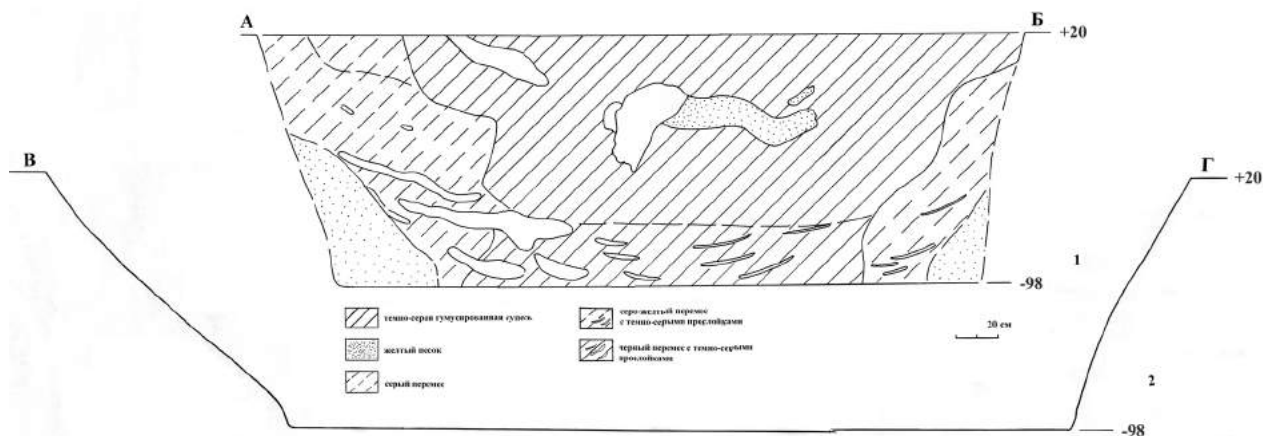 А
Б
+20
В
Г
+20
1
-98
темно-серая гумусированная супесь
желтый песок
серый перемес
серо-желтый перемес
с темно-серыми прослойками
черный перемес с темно-серыми
прослойками
20 см
2
-98